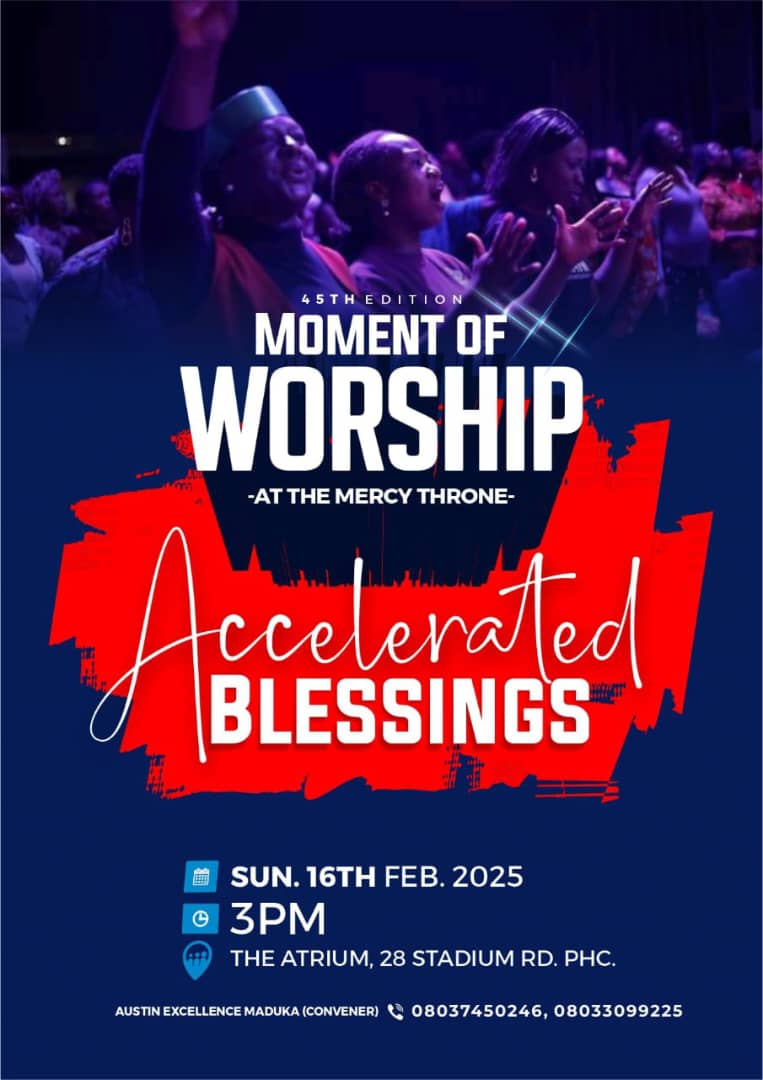 45TH EDITION
MOMENT OF
WORSHIP
-AT THE MERCY THRONE-
Accelerated
BLESSINGS
SUN. 16TH FEB. 2025
3PM
THE ATRIUM, 28 STADIUM RD. PHC.
AUSTIN EXCELLENCE MADUKA (CONVENER) 08037450246, 08033099225